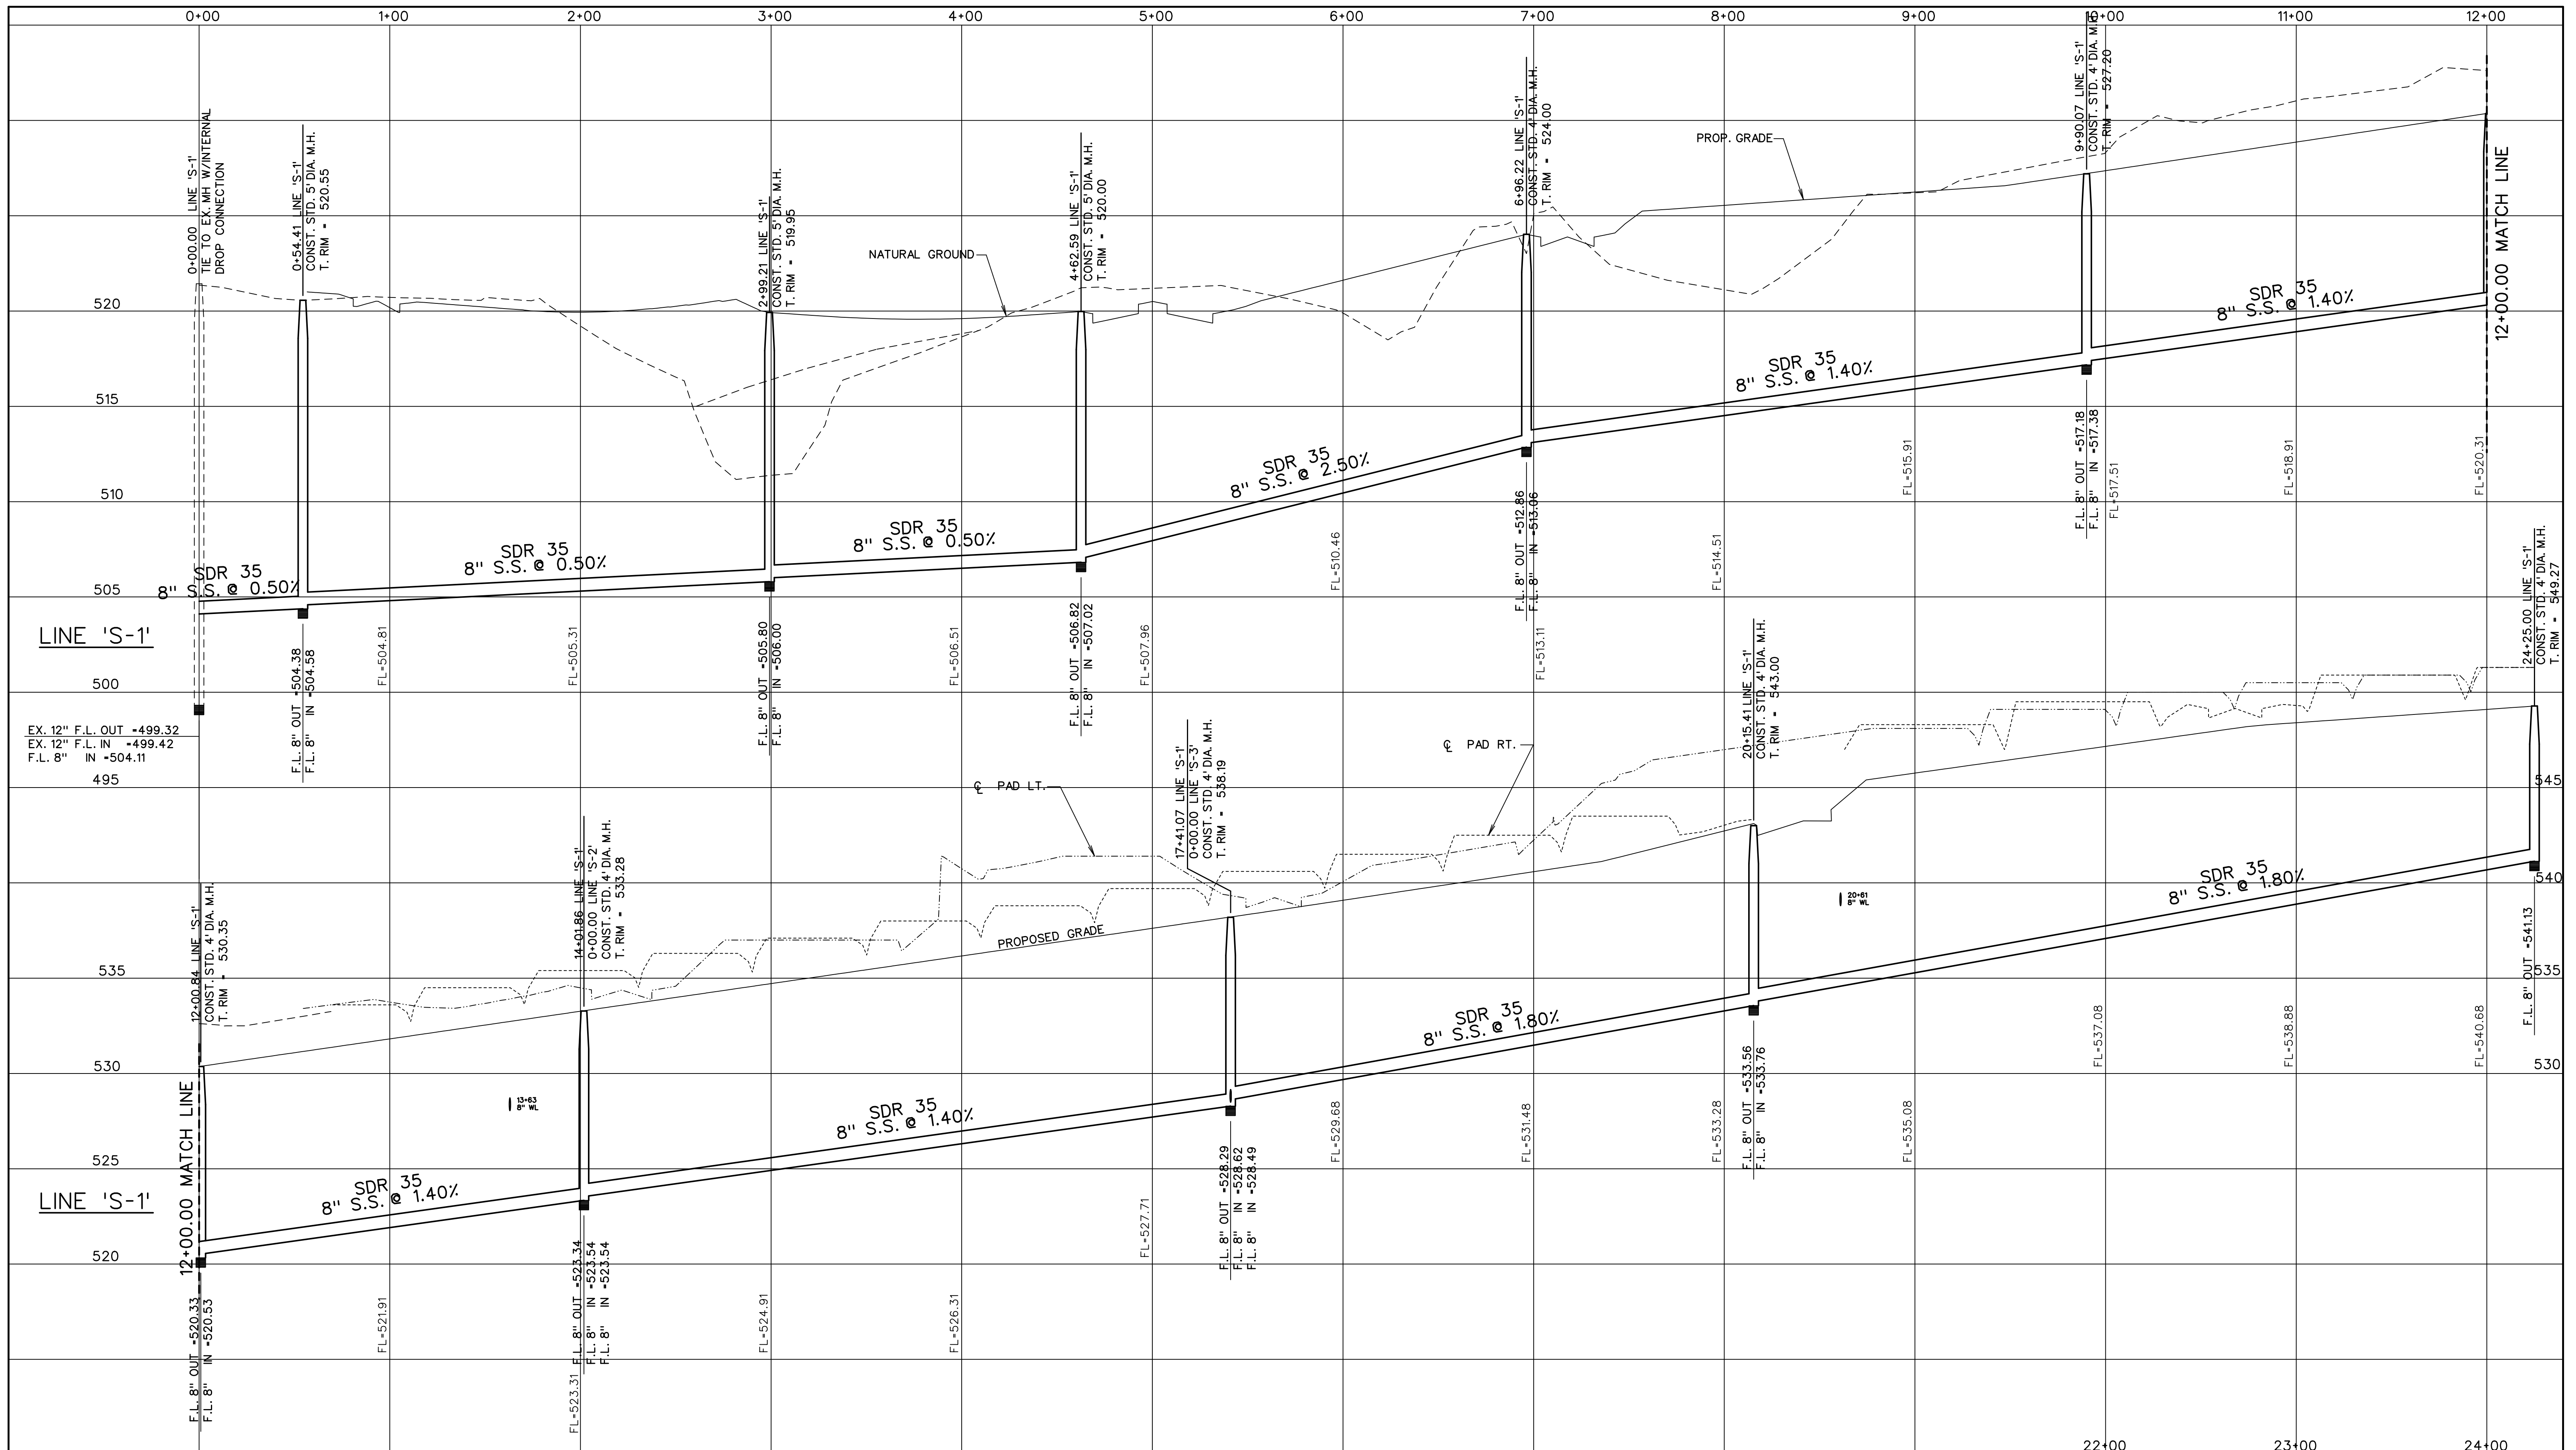 0+00
1+00
2+00
3+00
4+00
5+00
6+00
7+00
8+00
9+00
10+00
11+00
12+00
0+00.00 LINE 'S-1'
TIE TO EX. MH W/INTERNAL
DROP CONNECTION
0+54.41 LINE 'S-1'
CONST. STD. 5' DIA. M.H.
T. RIM = 520.55
2+99.21 LINE 'S-1'
CONST. STD. 5' DIA. M.H.
T. RIM = 519.95
4+62.59 LINE 'S-1'
CONST. STD. 5' DIA. M.H.
T. RIM = 520.00
6+96.22 LINE 'S-1'
CONST. STD. 4' DIA. M.H.
T. RIM = 524.00
9+90.07 LINE 'S-1'
CONST. STD. 4' DIA. M.H.
T. RIM = 527.20
PROP. GRADE
NATURAL GROUND
12+00.00 MATCH LINE
520
515
510
505
500
495
SDR 35
8" S.S. @ 0.50%
SDR 35
8" S.S. @ 0.50%
SDR 35
8" S.S. @ 0.50%
SDR 35
8" S.S. @ 2.50%
SDR 35
8" S.S. @ 1.40%
SDR 35
8" S.S. @ 1.40%
LINE 'S-1'
EX. 12" F.L. OUT =499.32
EX. 12" F.L. IN =499.42
F.L. 8" IN =504.11
F.L. 8" OUT =504.38
F.L. 8" IN =504.58
FL=504.81
FL=505.31
F.L. 8" OUT =505.80
F.L. 8" IN =506.00
FL=506.51
F.L. 8" OUT =506.82
F.L. 8" IN =507.02
FL=507.96
FL=510.46
F.L. 8" OUT =512.86
F.L. 8" IN =513.06
FL=513.11
FL=514.51
FL=515.91
F.L. 8" OUT =517.18
F.L. 8" IN =517.38
FL=517.51
FL=518.91
FL=520.31
12+00.84 LINE 'S-1'
CONST. STD. 4' DIA. M.H.
T. RIM = 530.35
14+01.86 LINE 'S-1'
0+00.00 LINE 'S-2'
CONST. STD. 4' DIA. M.H.
T. RIM = 533.28
17+41.07 LINE 'S-1'
0+00.00 LINE 'S-3'
CONST. STD. 4' DIA. M.H.
T. RIM = 538.19
20+15.41 LINE 'S-1'
CONST. STD. 4' DIA. M.H.
T. RIM = 543.00
24+25.00 LINE 'S-1'
CONST. STD. 4' DIA. M.H.
T. RIM = 549.27
℄ PAD LT.
℄ PAD RT.
PROPOSED GRADE
13+63
8" WL
20+61
8" WL
12+00.00 MATCH LINE
535
530
525
520
545
540
535
530
LINE 'S-1'
SDR 35
8" S.S. @ 1.40%
SDR 35
8" S.S. @ 1.40%
SDR 35
8" S.S. @ 1.80%
SDR 35
8" S.S. @ 1.80%
F.L. 8" OUT =520.33
F.L. 8" IN =520.53
FL=521.91
FL=523.31
F.L. 8" OUT =523.34
F.L. 8" IN =523.54
F.L. 8" IN =523.54
FL=524.91
FL=526.31
FL=527.71
F.L. 8" OUT =528.29
F.L. 8" IN =528.62
F.L. 8" IN =528.49
FL=529.68
FL=531.48
FL=533.28
F.L. 8" OUT =533.56
F.L. 8" IN =533.76
FL=535.08
FL=537.08
FL=538.88
FL=540.68
F.L. 8" OUT =541.13
22+00
23+00
24+00